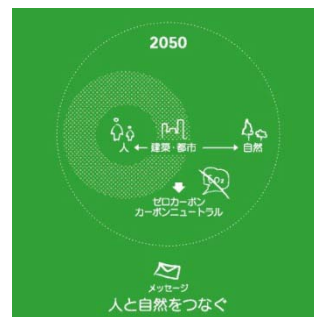 2050
人 ← 建築・都市 → 自然
CO₂
ゼロカーボン
カーボンニュートラル
メッセージ
人と自然をつなぐ